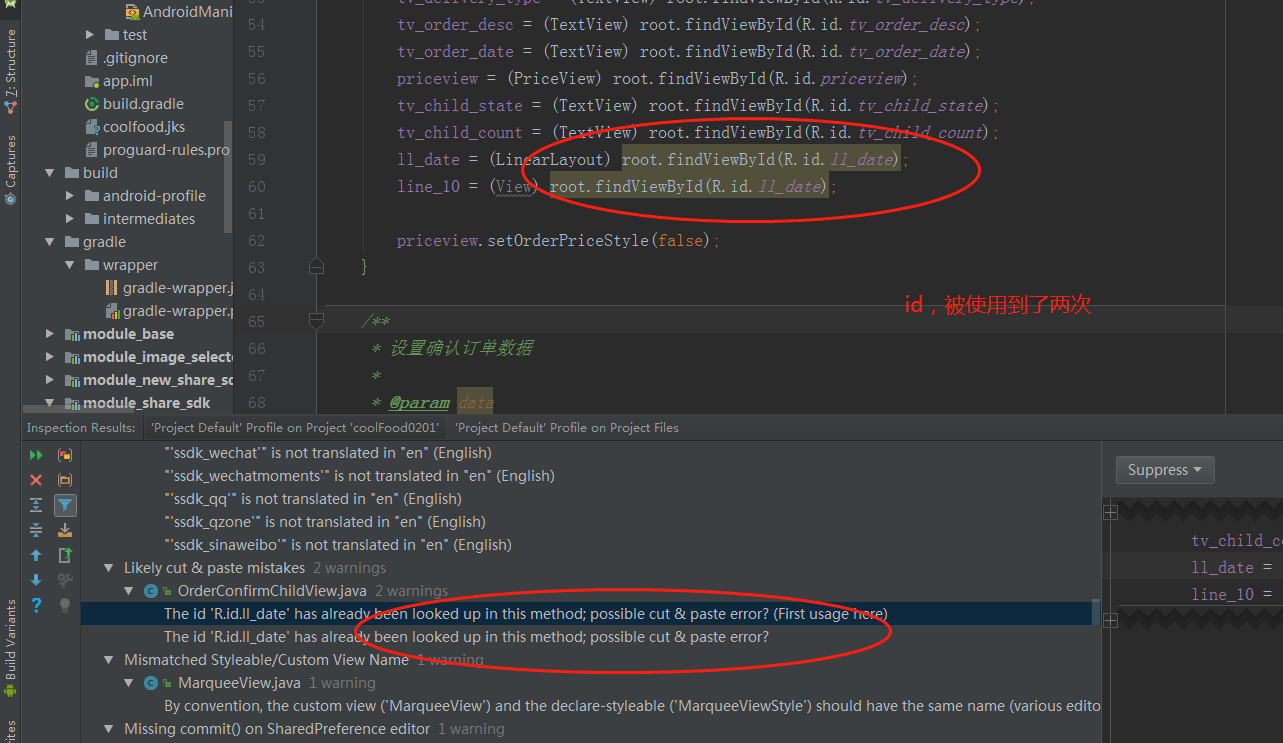 AndroidMani
test
.gitignore
app.iml
build.gradle
coolfood.jks
proguard-rules.pro
build
android-profile
intermediates
gradle
wrapper
gradle-wrapper.j
gradle-wrapper.p
module_base
module_image_selecto
module_new_share_sd
module_share_sdk
7: Structure
Captures
Build Variants
54 tv_order_desc = (TextView) root.findViewById(R.id.tv_order_desc);
55 tv_order_date = (TextView) root.findViewById(R.id.tv_order_date);
56 priceview = (PriceView) root.findViewById(R.id.priceview);
57 tv_child_state = (TextView) root.findViewById(R.id.tv_child_state);
58 tv_child_count = (TextView) root.findViewById(R.id.tv_child_count);
59 ll_date = (LinearLayout) root.findViewById(R.id.ll_date);
60 line_10 = (View) root.findViewById(R.id.ll_date);
61
62 priceview.setOrderPriceStyle(false);
63 }
64
id，被使用到了两次
65 /**
66 * 设置确认订单数据
67 *
68 * @param data
Inspection Results: 'Project Default' Profile on Project 'coolFood0201' 'Project Default' Profile on Project Files
"'ssdk_wechat'" is not translated in "en" (English)
"'ssdk_wechatmoments'" is not translated in "en" (English)
"'ssdk_qq'" is not translated in "en" (English)
"'ssdk_qzone'" is not translated in "en" (English)
"'ssdk_sinaweibo'" is not translated in "en" (English)
Likely cut & paste mistakes 2 warnings
OrderConfirmChildView.java 2 warnings
The id 'R.id.ll_date' has already been looked up in this method; possible cut & paste error? (First usage here)
The id 'R.id.ll_date' has already been looked up in this method; possible cut & paste error?
Mismatched Styleable/Custom View Name 1 warning
MarqueeView.java 1 warning
By convention, the custom view ('MarqueeView') and the declare-styleable ('MarqueeViewStyle') should have the same name (various edito
Missing commit() on SharedPreference editor 1 warning
Suppress
tv_child_co
ll_date =
line_10 =